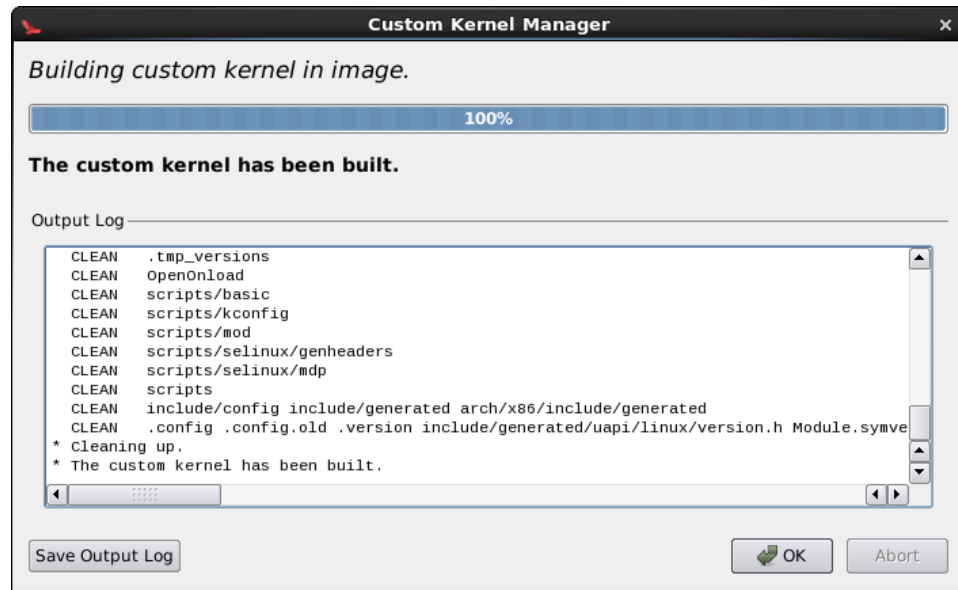 Custom Kernel Manager
Building custom kernel in image.
100%
The custom kernel has been built.
Output Log
CLEAN .tmp_versions
CLEAN OpenOnload
CLEAN scripts/basic
CLEAN scripts/kconfig
CLEAN scripts/mod
CLEAN scripts/selinux/genheaders
CLEAN scripts/selinux/mdp
CLEAN scripts
CLEAN include/config include/generated arch/x86/include/generated
CLEAN .config .config.old .version include/generated/uapi/linux/version.h Module.symve
* Cleaning up.
* The custom kernel has been built.
Save Output Log OK Abort